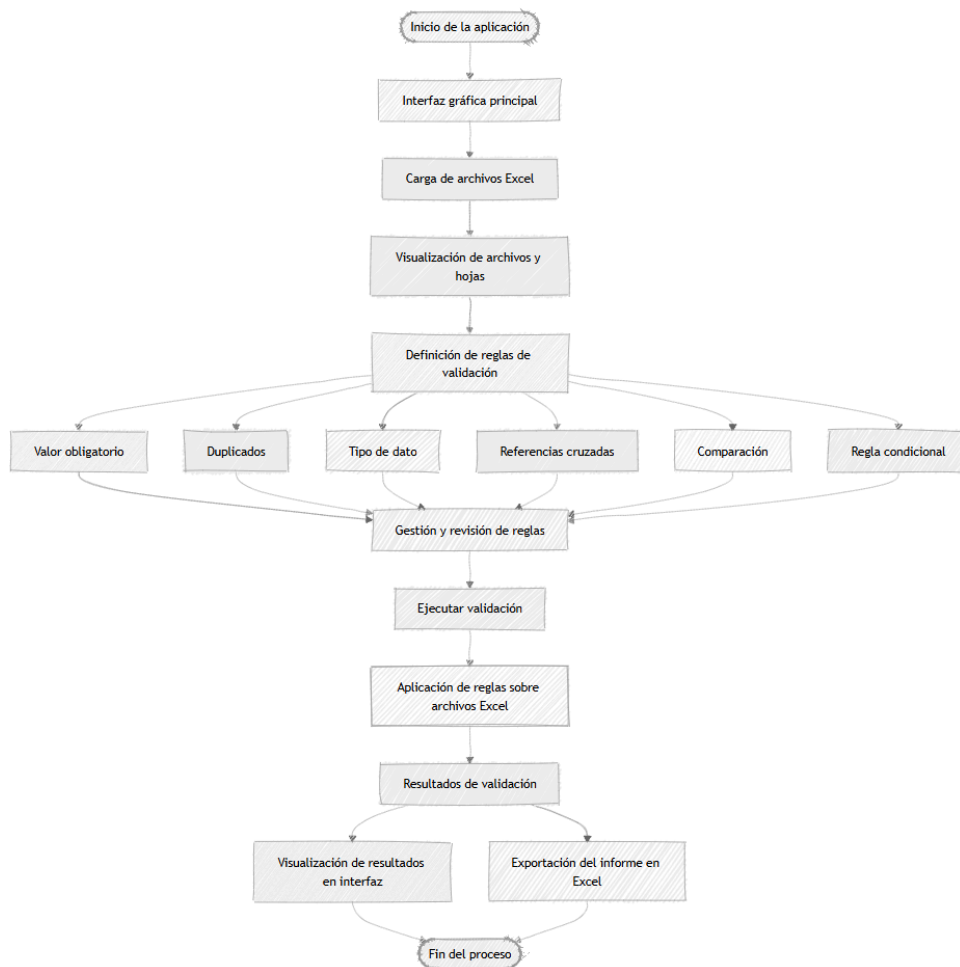 Inicio de la aplicación
Interfaz gráfica principal
Carga de archivos Excel
Visualización de archivos y
hojas
Definición de reglas de
validación
Valor obligatorio
Duplicados
Tipo de dato
Referencias cruzadas
Comparación
Regla condicional
Gestión y revisión de reglas
Ejecutar validación
Aplicación de reglas sobre
archivos Excel
Resultados de validación
Visualización de resultados
en interfaz
Exportación del informe en
Excel
Fin del proceso